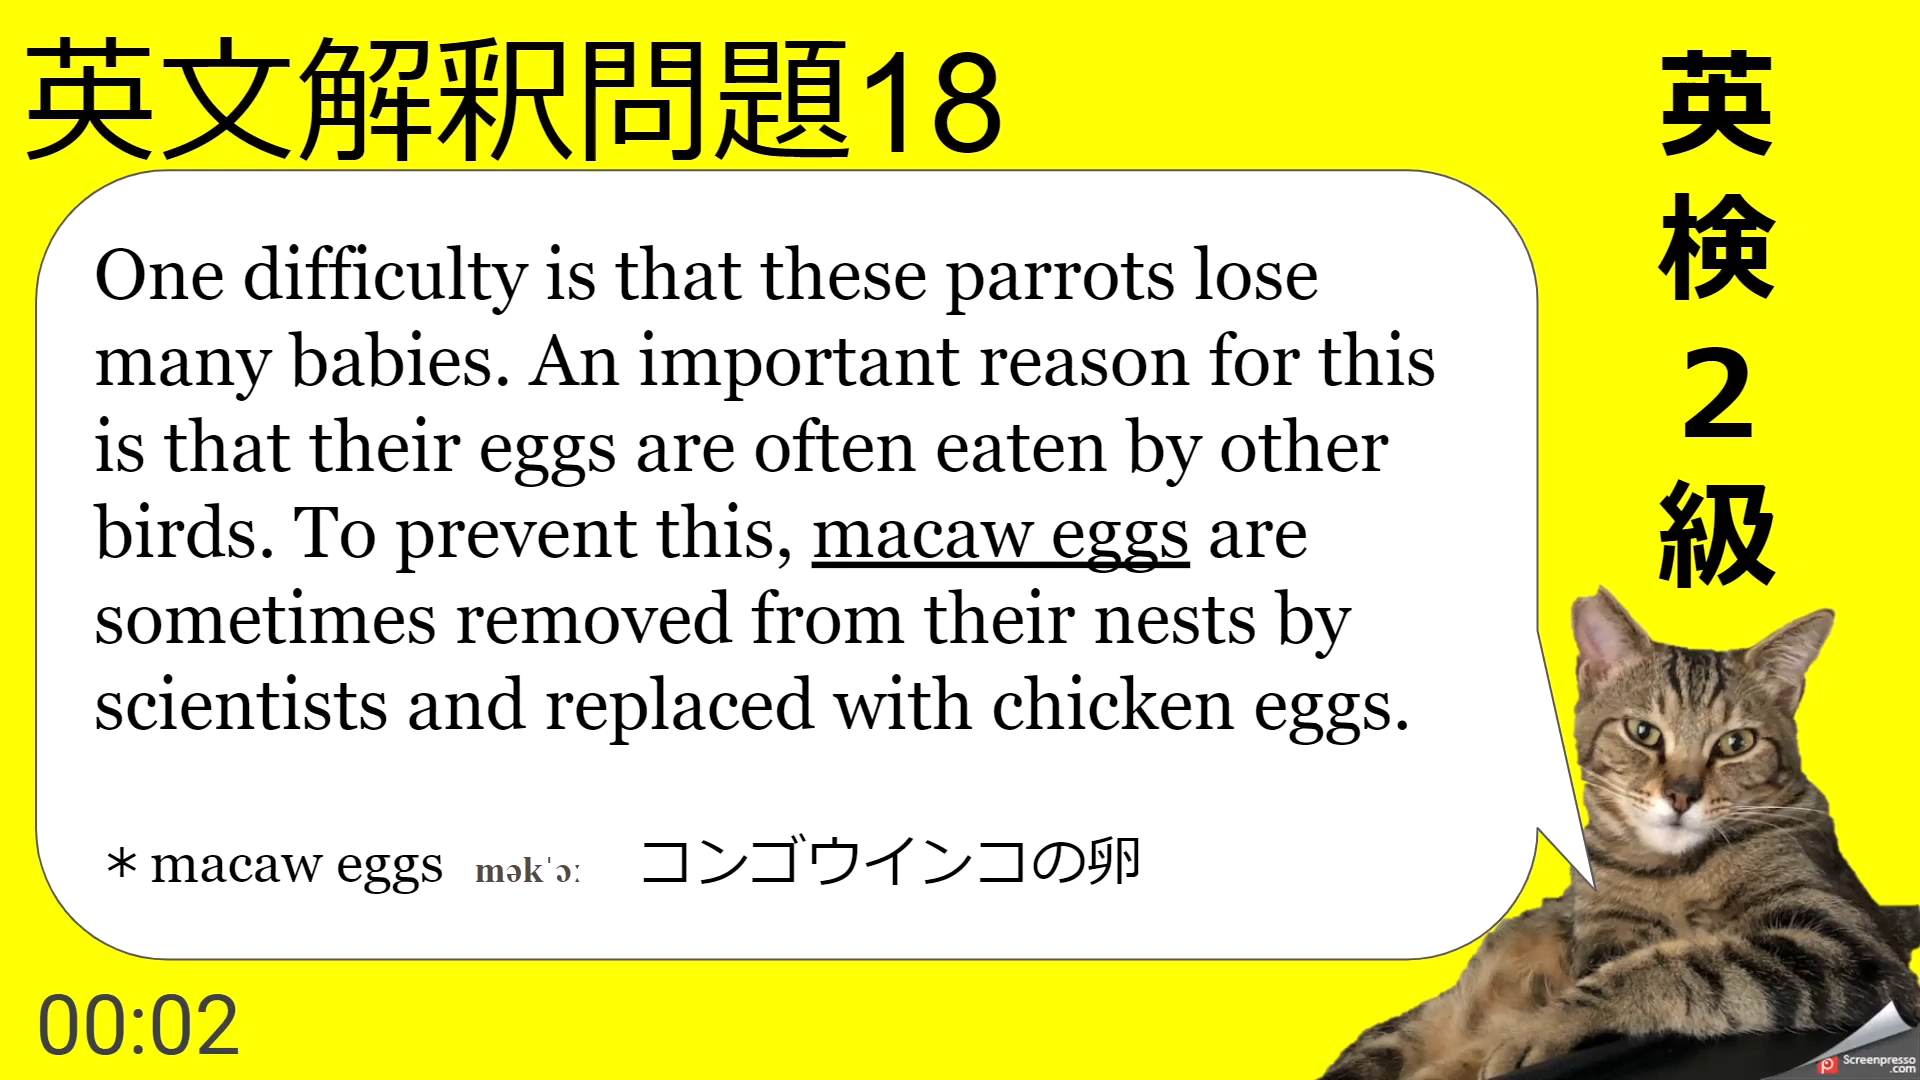 英文解釈問題18
英検2級
One difficulty is that these parrots lose
many babies. An important reason for this
is that their eggs are often eaten by other
birds. To prevent this, macaw eggs are
sometimes removed from their nests by
scientists and replaced with chicken eggs.
＊macaw eggs məkˈɔː コンゴウインコの卵
00:02
Screenpresso
.com